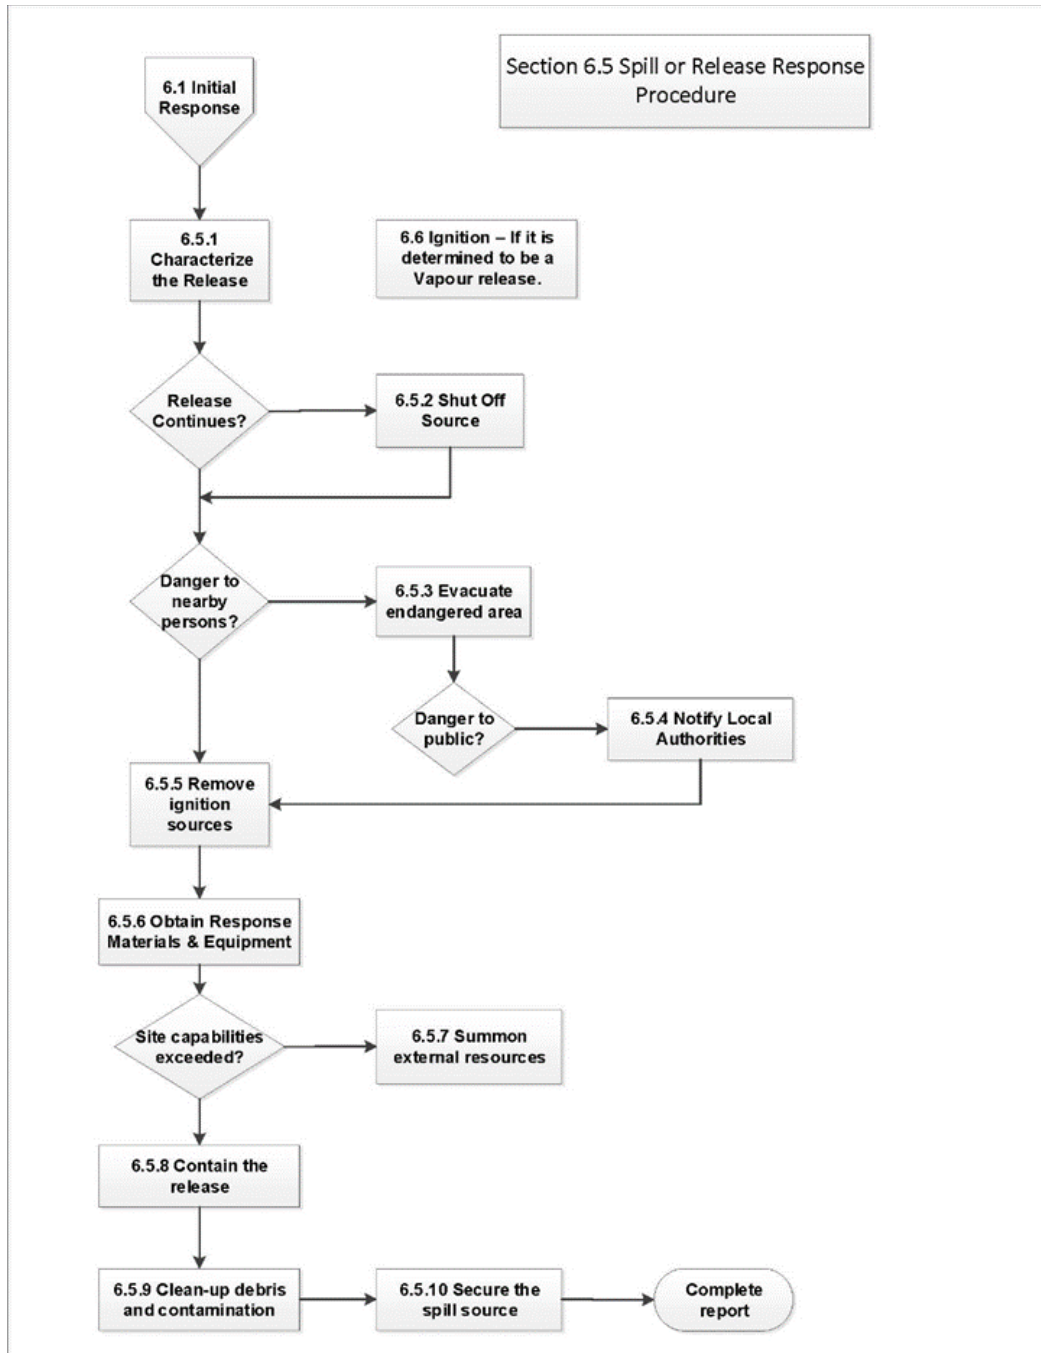 Section 6.5 Spill or Release Response
Procedure
6.1 Initial
Response
6.5.1
Characterize
the Release
6.6 Ignition – If it is
determined to be a
Vapour release.
Release
Continues?
6.5.2 Shut Off
Source
Danger to
nearby
persons?
6.5.3 Evacuate
endangered area
Danger to
public?
6.5.4 Notify Local
Authorities
6.5.5 Remove
ignition
sources
6.5.6 Obtain Response
Materials & Equipment
Site capabilities
exceeded?
6.5.7 Summon
external resources
6.5.8 Contain the
release
6.5.9 Clean-up debris
and contamination
6.5.10 Secure the
spill source
Complete
report